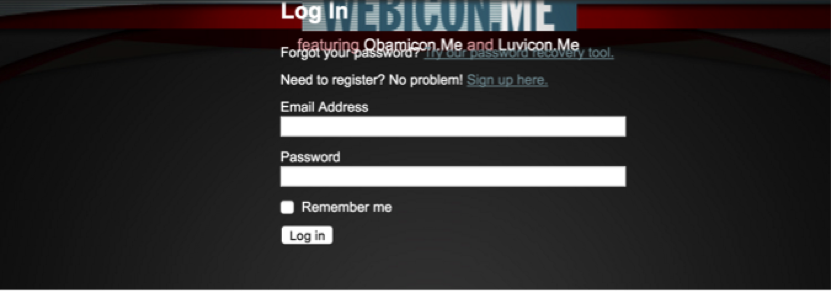 Log In
WEBICON.ME
featuring Obamicon.Me and Luvicon.Me
Forgot your password? Try our password recovery tool.
Need to register? No problem! Sign up here.
Email Address
Password
Remember me
Log in